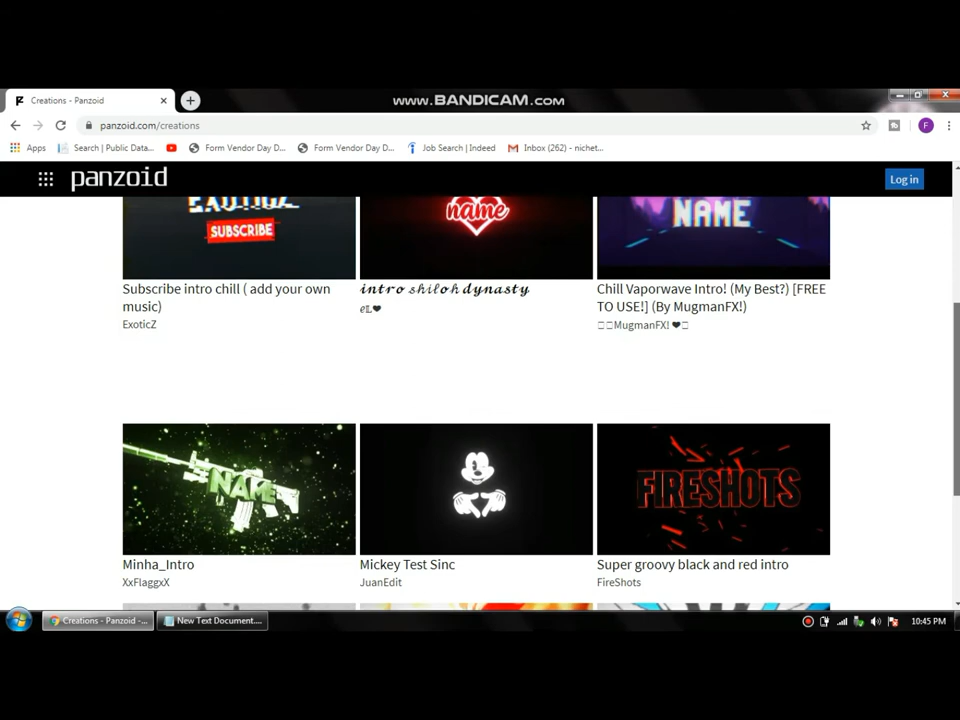 www.BANDICAM.com
Creations - Panzoid
panzoid.com/creations
Apps
Search | Public Data...
Form Vendor Day D...
Form Vendor Day D...
Job Search | Indeed
Inbox (262) - nichet...
F
panzoid
Log in
EXOTICZ
SUBSCRIBE
name
NAME
Subscribe intro chill ( add your own
music)
ExoticZ
𝓲𝓷𝓽𝓻𝓸 𝓼𝓱𝓲𝓵𝓸𝓱 𝓭𝔂𝓷𝓪𝓼𝓽𝔂
e𝕃❤
Chill Vaporwave Intro! (My Best?) [FREE
TO USE!] (By MugmanFX!)
MugmanFX! ❤
NAME
FIRESHOTS
Minha_Intro
XxFlaggxX
Mickey Test Sinc
JuanEdit
Super groovy black and red intro
FireShots
Creations - Panzoid -...
New Text Document....
10:45 PM